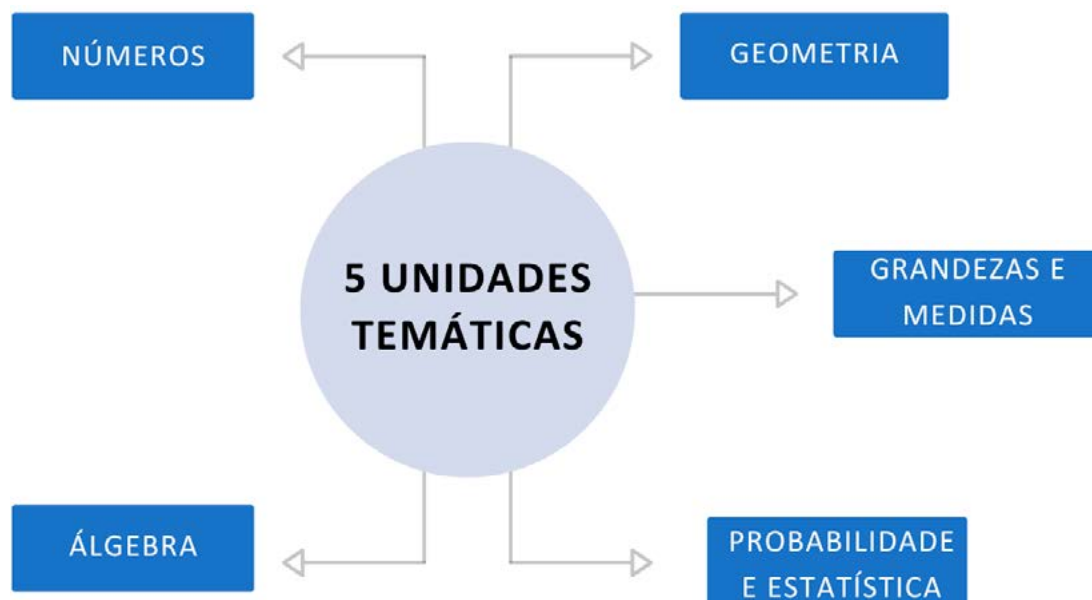 NÚMEROS
GEOMETRIA
5 UNIDADES
TEMÁTICAS
GRANDEZAS E
MEDIDAS
ÁLGEBRA
PROBABILIDADE
E ESTATÍSTICA